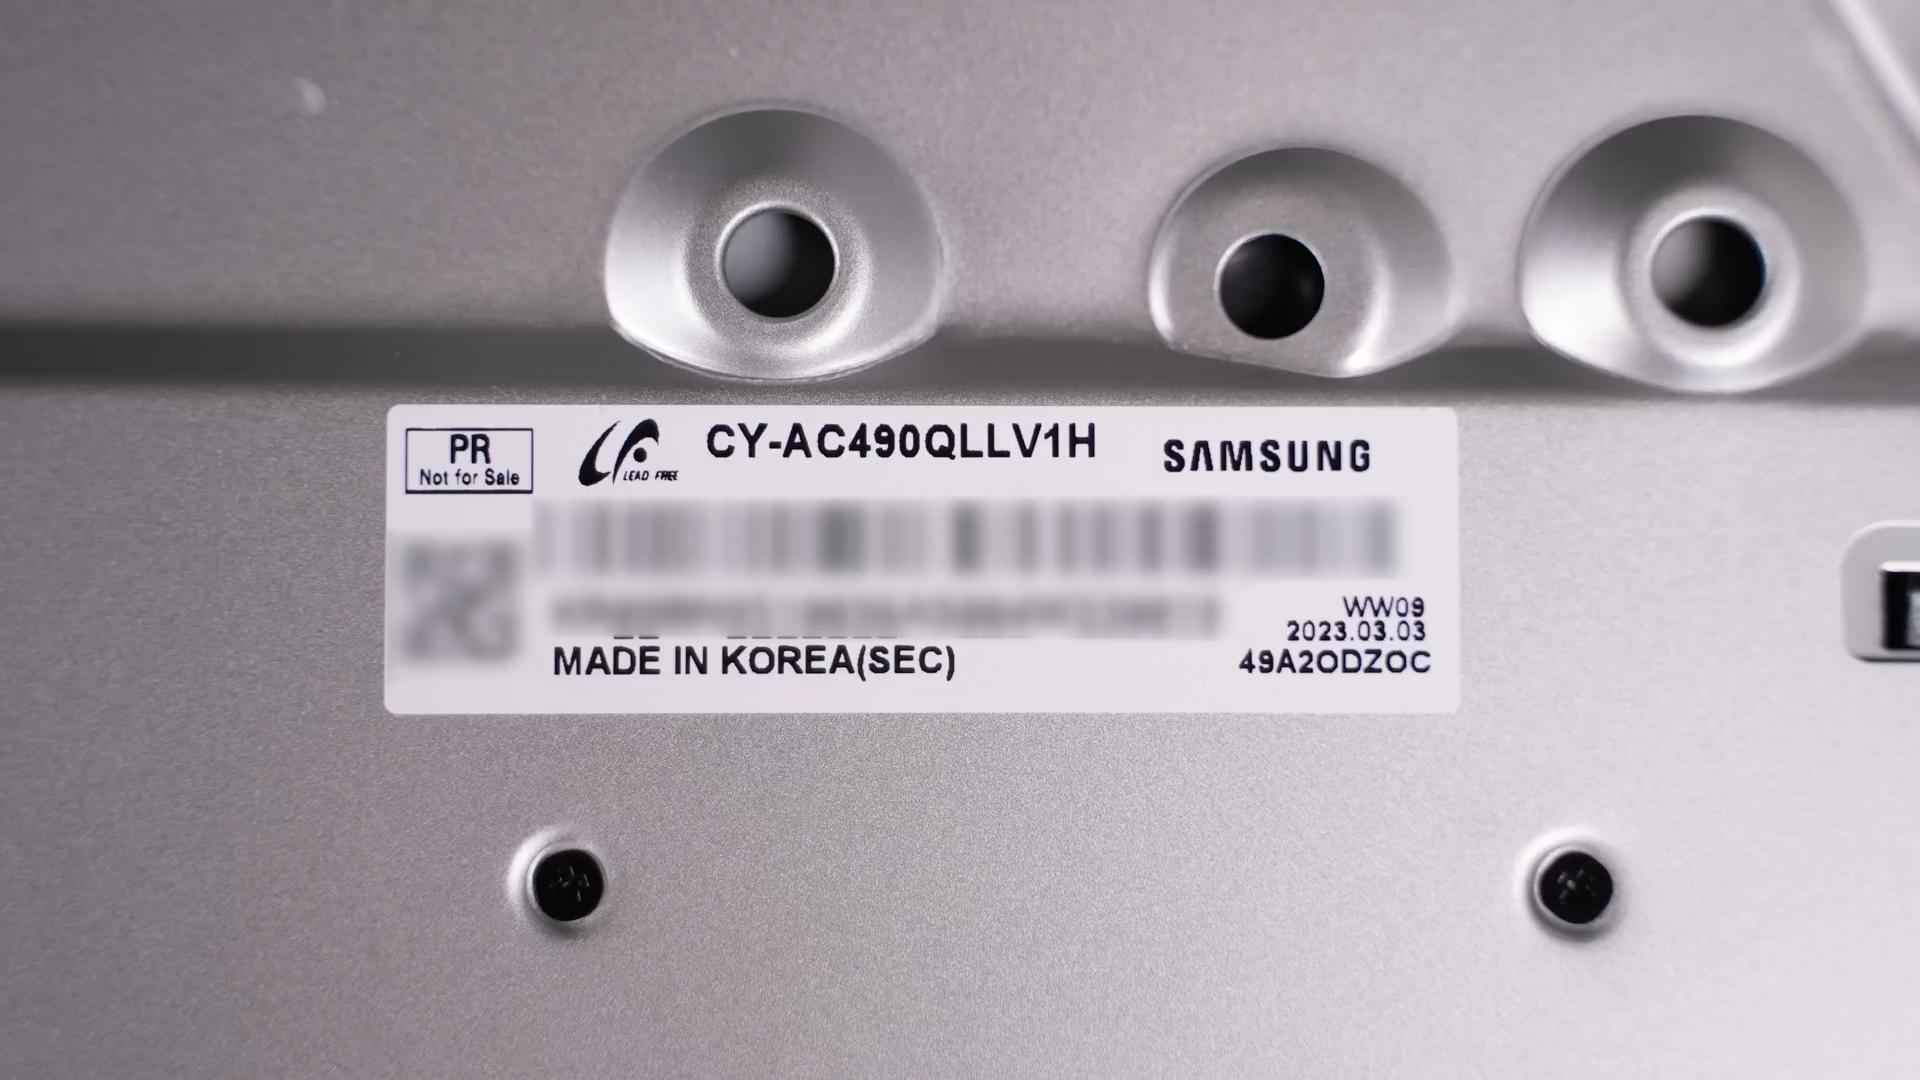 PR
Not for Sale
LEAD FREE
CY-AC490QLLV1H
SAMSUNG
WW09
2023.03.03
MADE IN KOREA(SEC)
49A2ODZOC